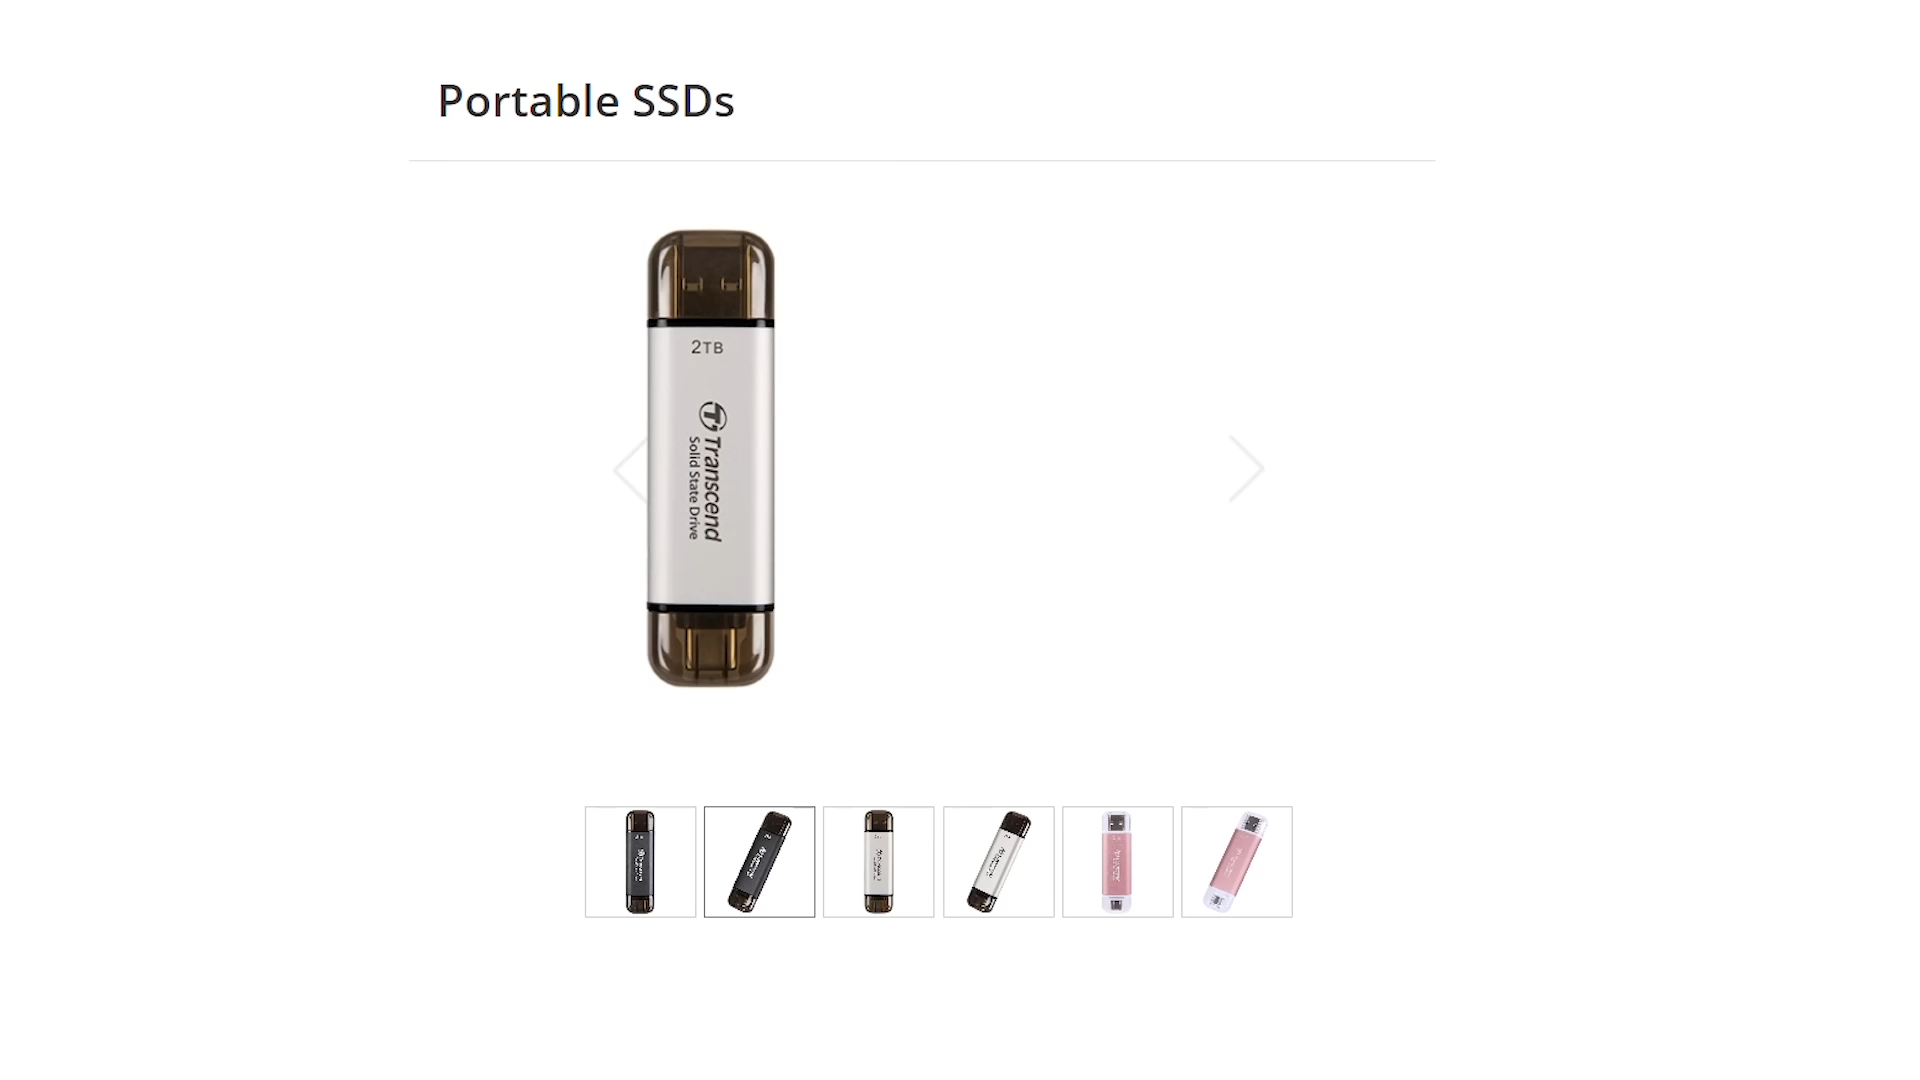 Portable SSDs
2TB
Transcend
Solid State Drive